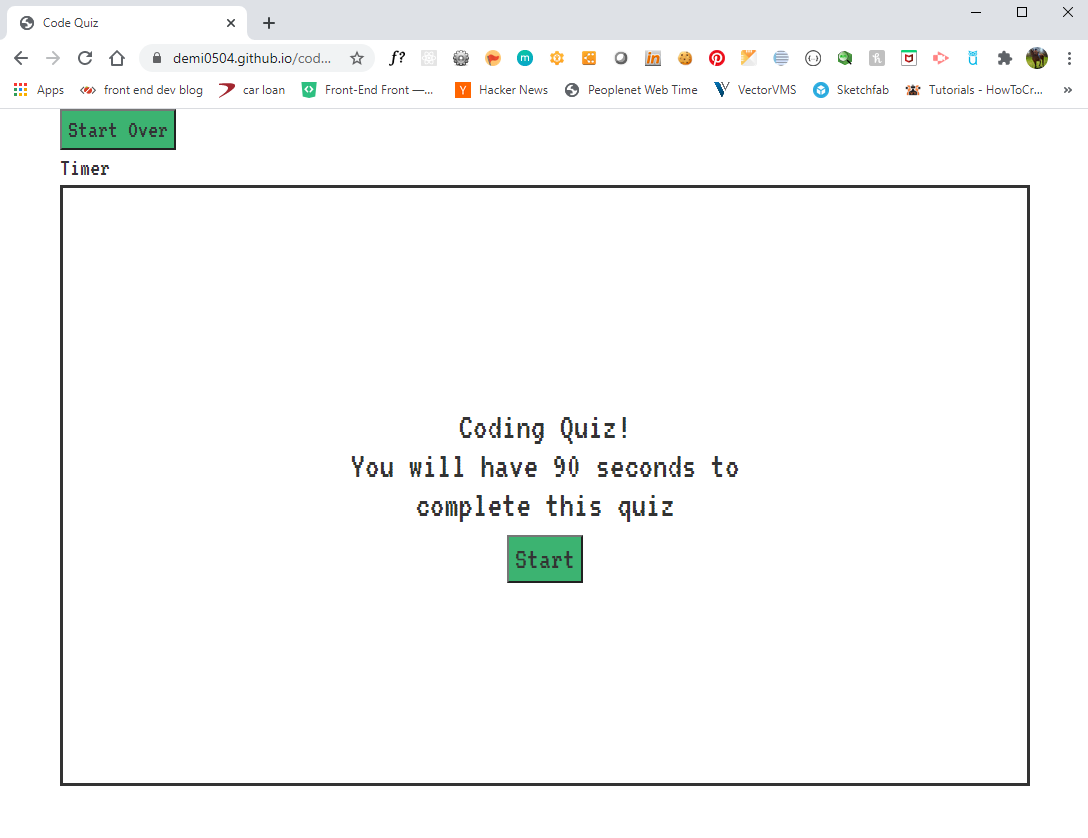 Code Quiz
demi0504.github.io/cod...
f?
Apps
front end dev blog
car loan
Front-End Front —...
Hacker News
Peoplenet Web Time
VectorVMS
Sketchfab
Tutorials - HowToCr...
»
Start Over
Timer
Coding Quiz!
You will have 90 seconds to
complete this quiz
Start